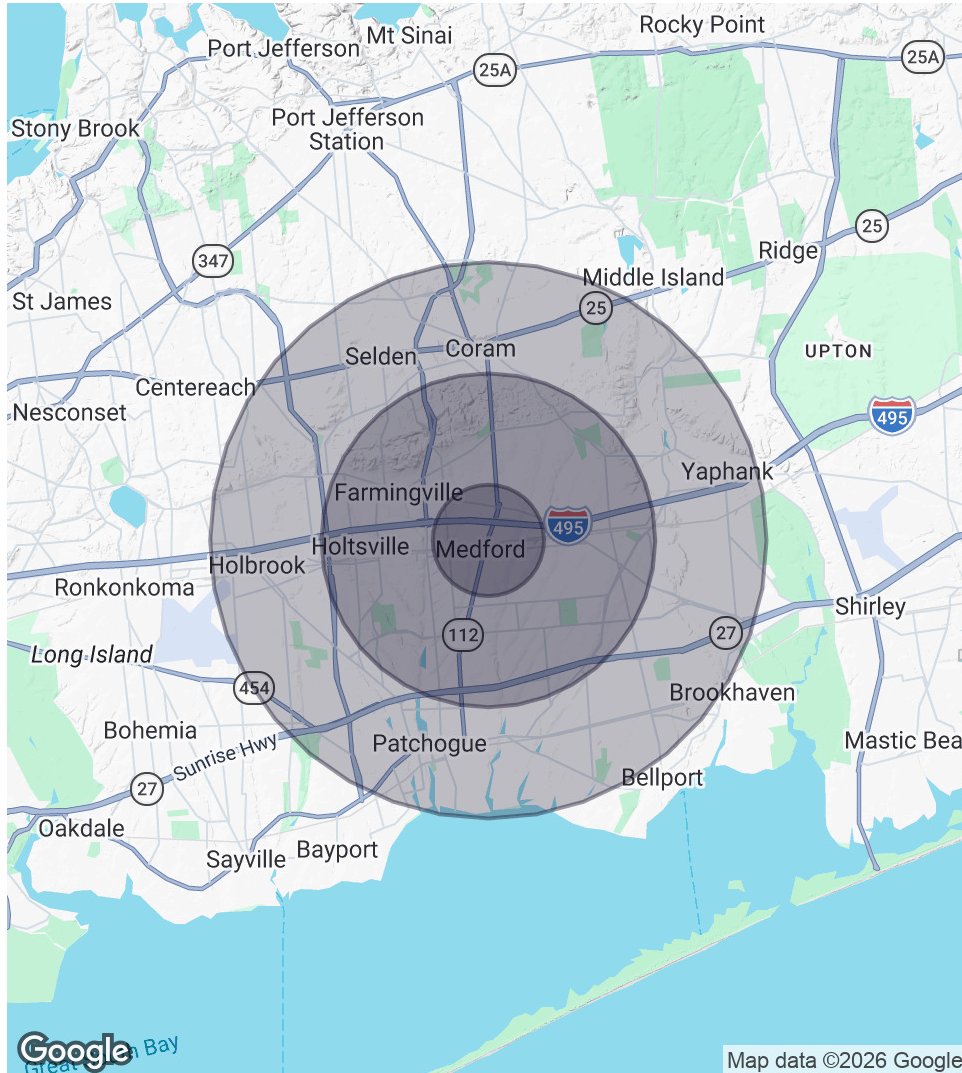 Mt Sinai
Rocky Point
Port Jefferson
25A
25A
Port Jefferson
Station
Stony Brook
25
Ridge
347
Middle Island
St James
25
UPTON
Selden
Coram
Centereach
Nesconset
495
Yaphank
Farmingville
495
Holtsville
Medford
Holbrook
Ronkonkoma
Shirley
112
27
Long Island
454
Brookhaven
Bohemia
Patchogue
Mastic Bea
Sunrise Hwy
Bellport
27
Oakdale
Bayport
Sayville
Google
Bay
Map data ©2026 Google